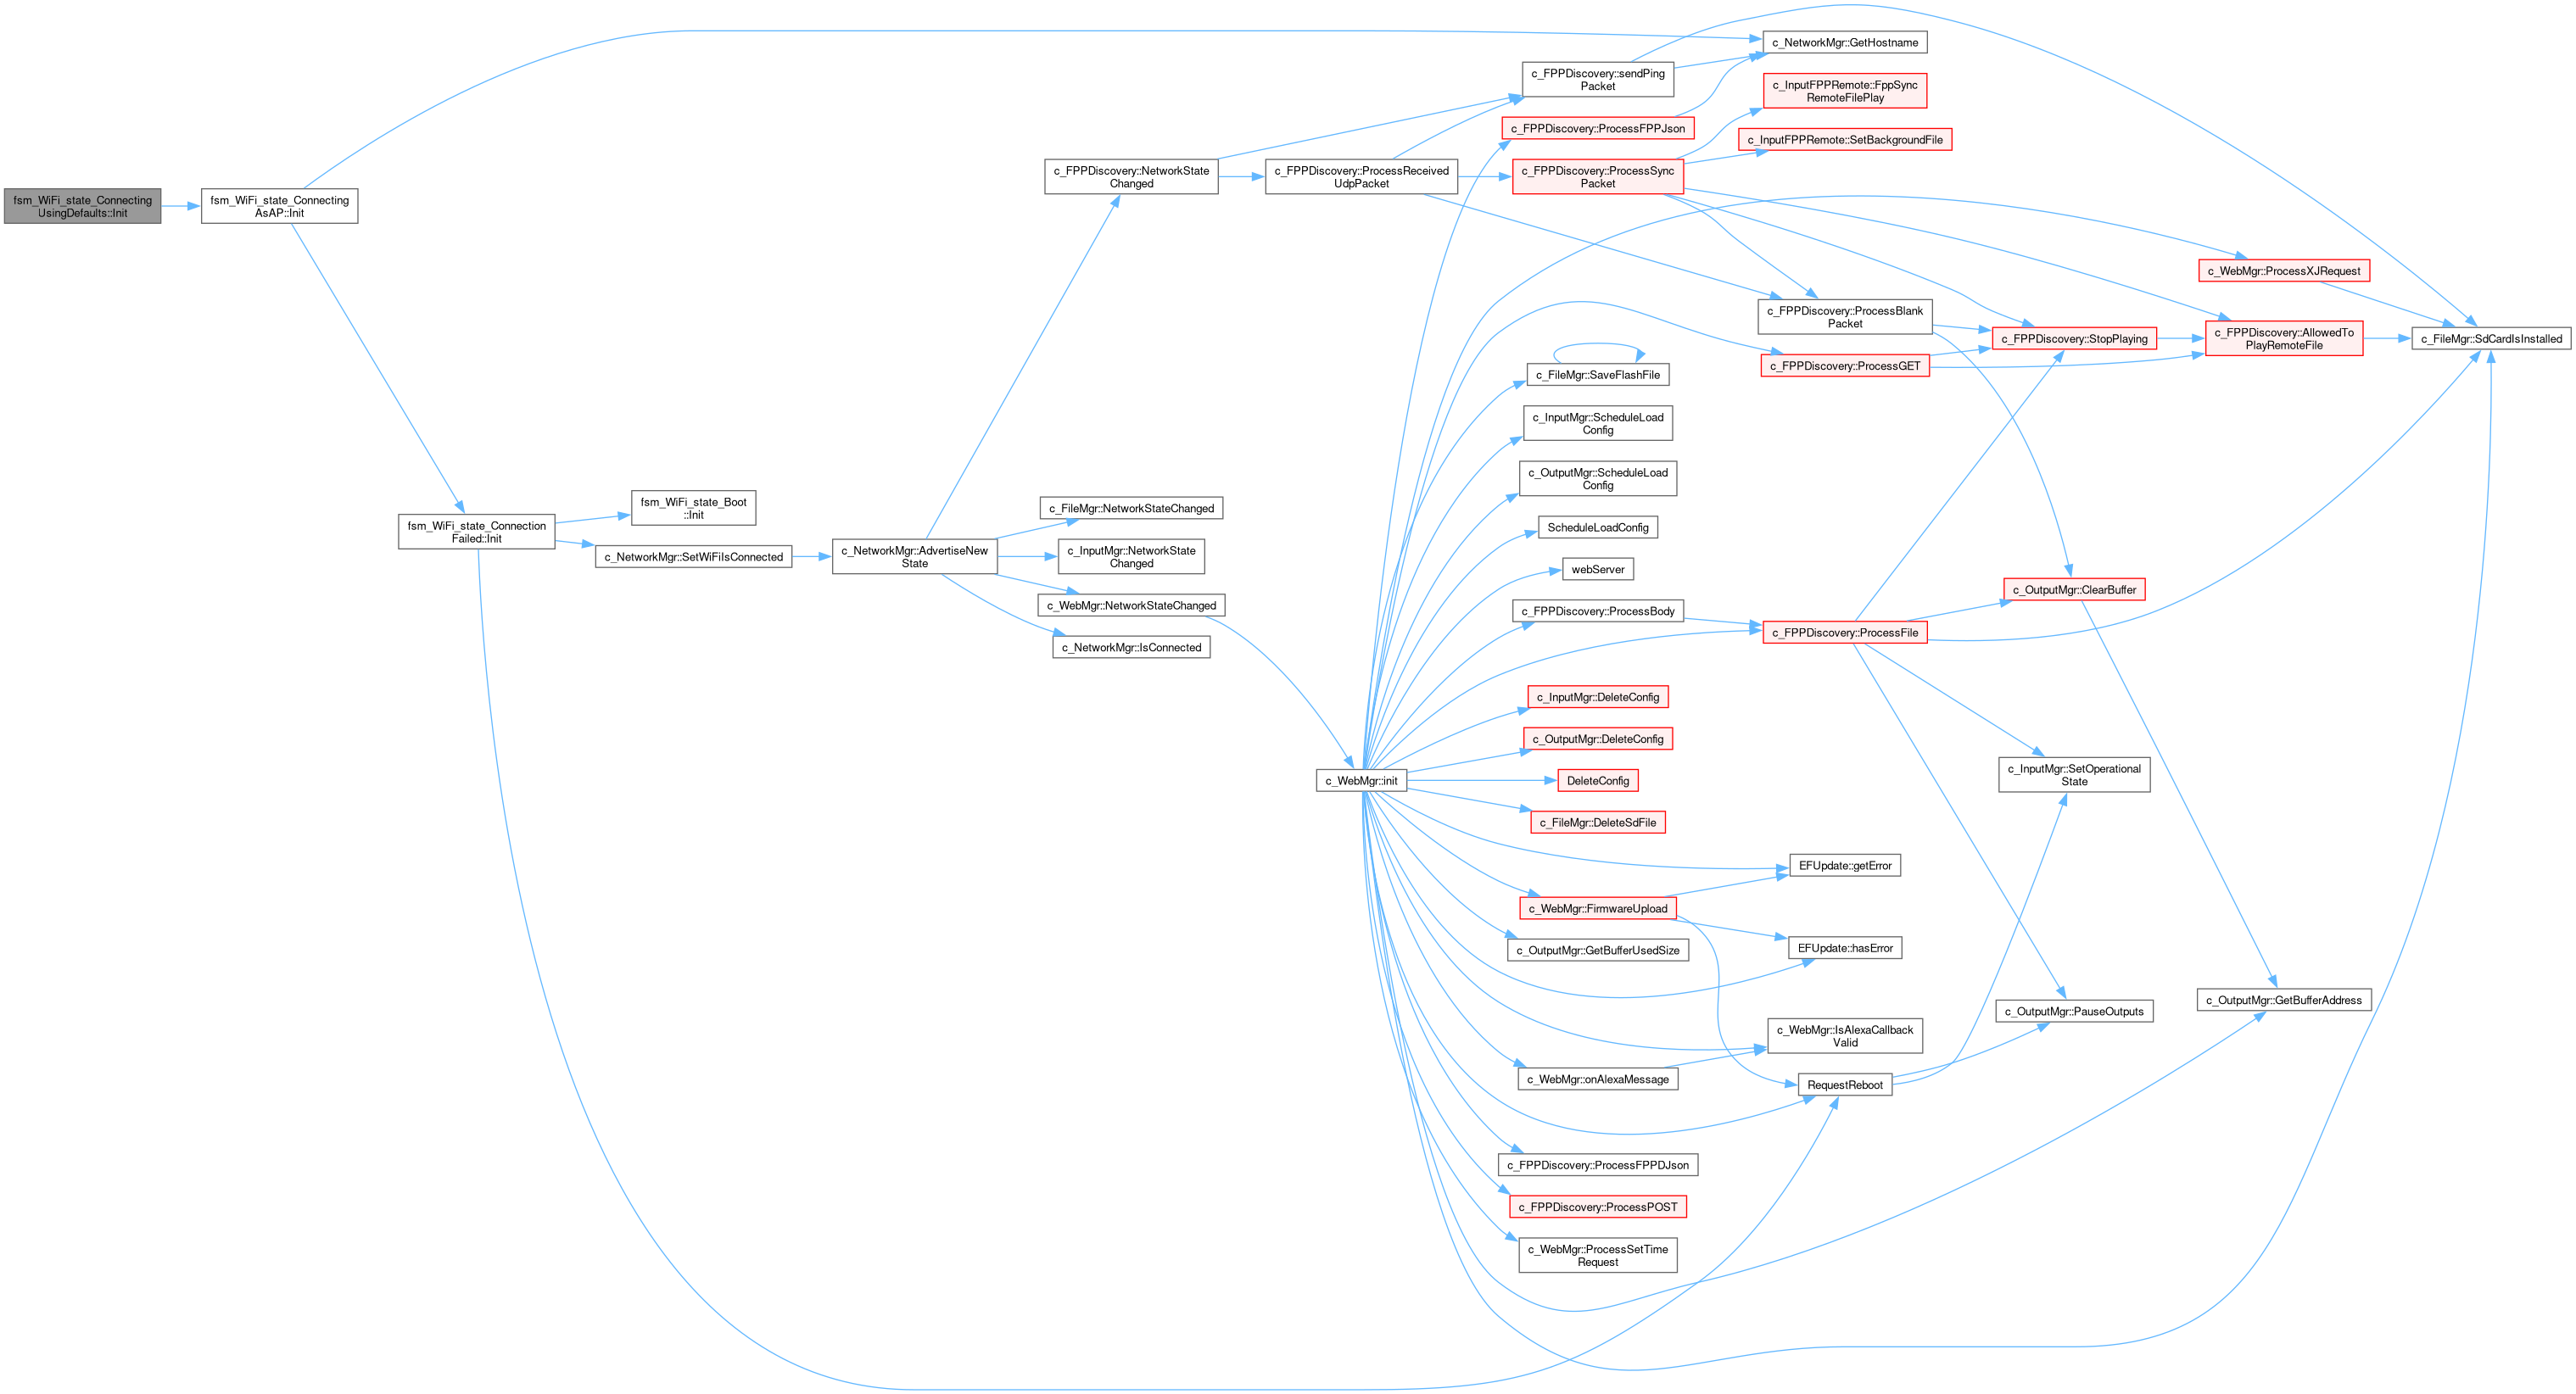 fsm_WiFi_state_Connecting
UsingDefaults::Init
fsm_WiFi_state_Connecting
AsAP::Init
fsm_WiFi_state_Connection
Failed::Init
fsm_WiFi_state_Boot
::Init
c_NetworkMgr::SetWiFiIsConnected
c_NetworkMgr::AdvertiseNew
State
c_FPPDiscovery::NetworkState
Changed
c_FileMgr::NetworkStateChanged
c_InputMgr::NetworkState
Changed
c_WebMgr::NetworkStateChanged
c_NetworkMgr::IsConnected
c_FPPDiscovery::ProcessReceived
UdpPacket
c_WebMgr::init
c_FPPDiscovery::sendPing
Packet
c_FPPDiscovery::ProcessFPPJson
c_FPPDiscovery::ProcessSync
Packet
c_FileMgr::SaveFlashFile
c_InputMgr::ScheduleLoad
Config
c_OutputMgr::ScheduleLoad
Config
ScheduleLoadConfig
webServer
c_FPPDiscovery::ProcessBody
c_InputMgr::DeleteConfig
c_OutputMgr::DeleteConfig
DeleteConfig
c_FileMgr::DeleteSdFile
c_WebMgr::FirmwareUpload
c_OutputMgr::GetBufferUsedSize
c_WebMgr::onAlexaMessage
c_FPPDiscovery::ProcessFPPDJson
c_FPPDiscovery::ProcessPOST
c_WebMgr::ProcessSetTime
Request
c_NetworkMgr::GetHostname
c_InputFPPRemote::FppSync
RemoteFilePlay
c_InputFPPRemote::SetBackgroundFile
c_FPPDiscovery::ProcessBlank
Packet
c_FPPDiscovery::ProcessGET
c_FPPDiscovery::ProcessFile
EFUpdate::getError
EFUpdate::hasError
c_WebMgr::IsAlexaCallback
Valid
RequestReboot
c_FPPDiscovery::StopPlaying
c_OutputMgr::ClearBuffer
c_InputMgr::SetOperational
State
c_OutputMgr::PauseOutputs
c_WebMgr::ProcessXJRequest
c_FPPDiscovery::AllowedTo
PlayRemoteFile
c_OutputMgr::GetBufferAddress
c_FileMgr::SdCardIsInstalled